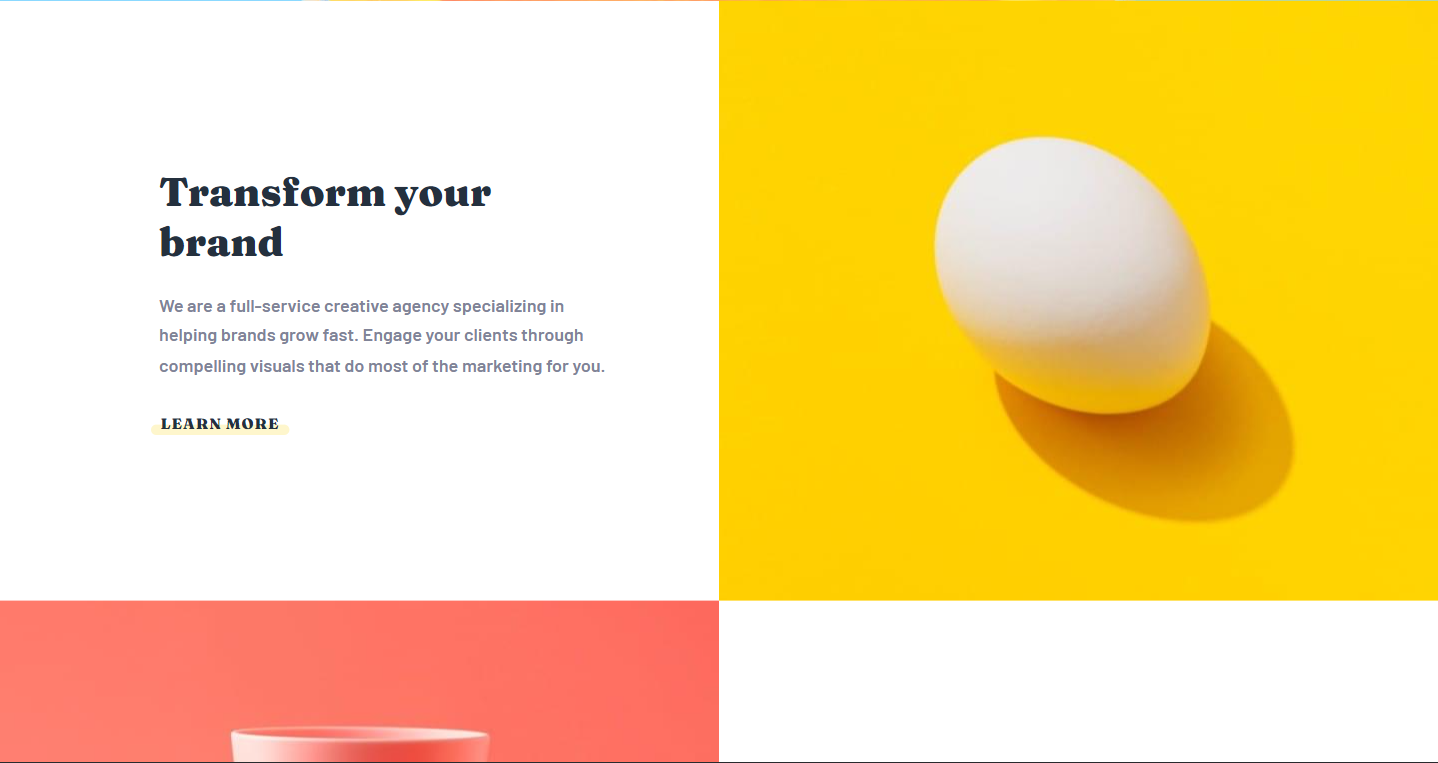 Transform your
brand
We are a full-service creative agency specializing in
helping brands grow fast. Engage your clients through
compelling visuals that do most of the marketing for you.
LEARN MORE